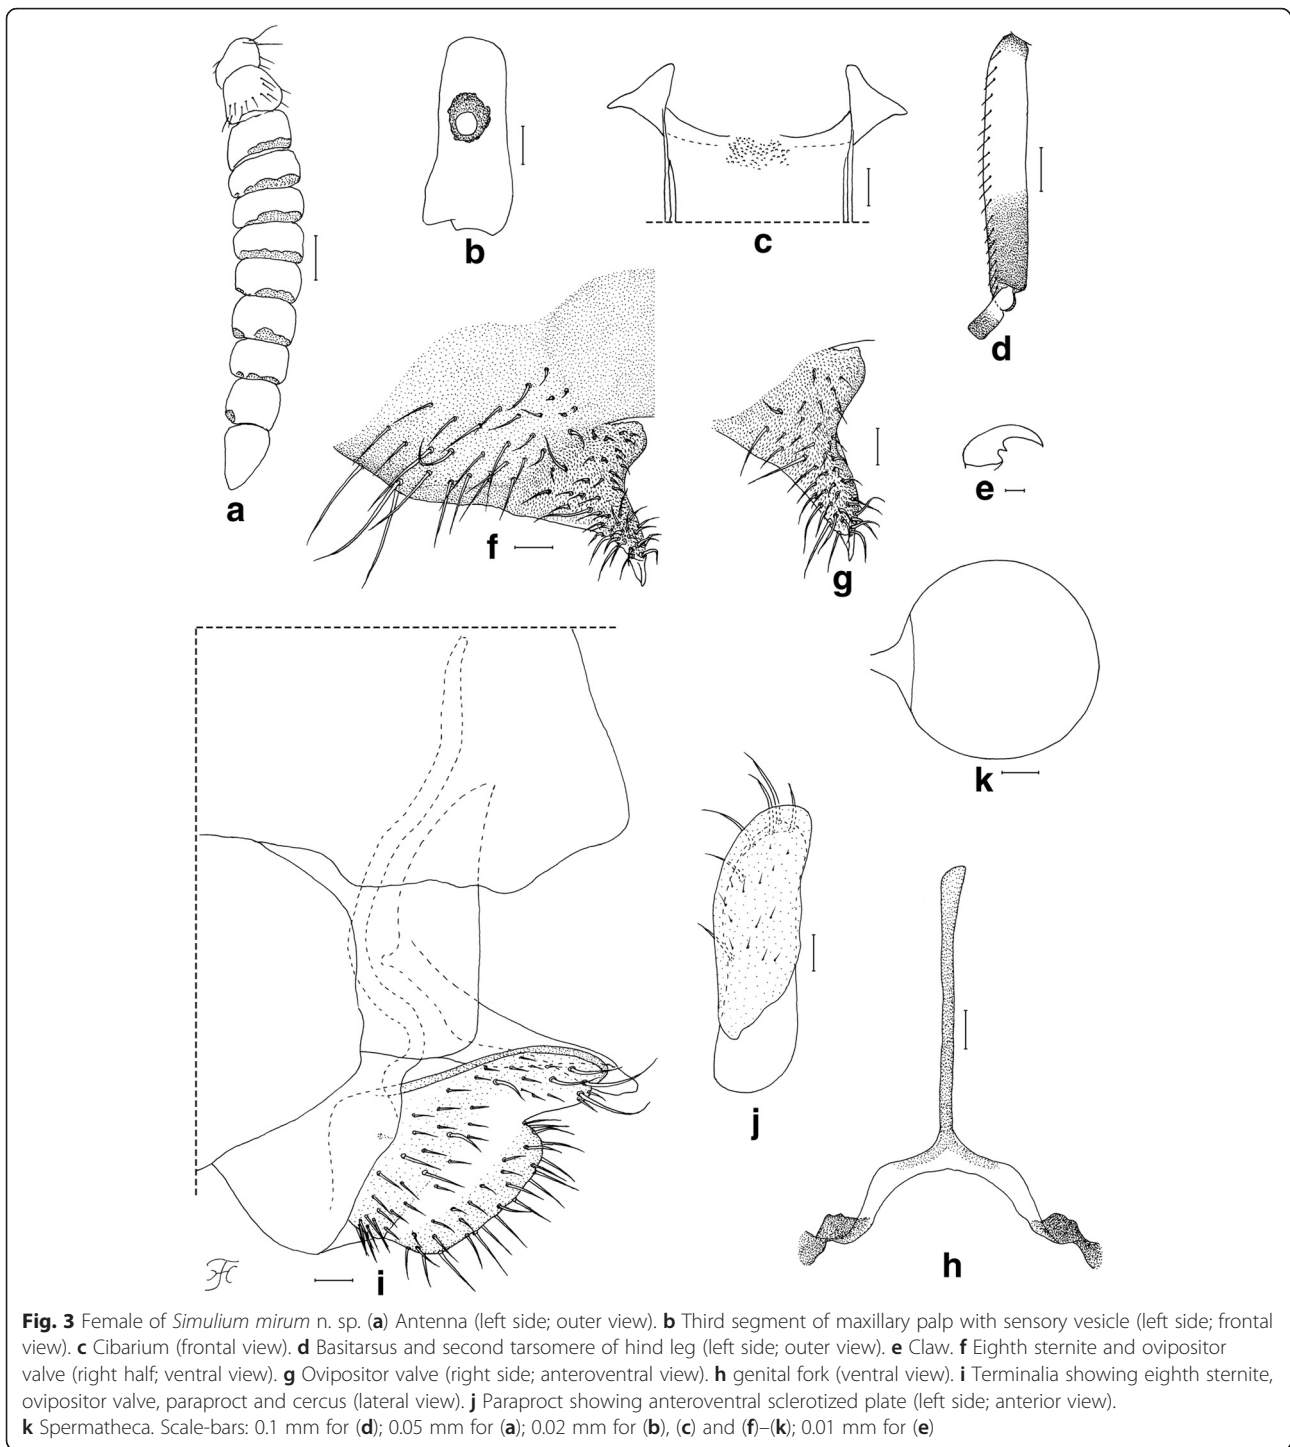 a
b
c
d
e
f
g
k
j
h
i
Fig. 3 Female of Simulium mirum n. sp. (a) Antenna (left side; outer view). b Third segment of maxillary palp with sensory vesicle (left side; frontal
view). c Cibarium (frontal view). d Basitarsus and second tarsomere of hind leg (left side; outer view). e Claw. f Eighth sternite and ovipositor
valve (right half; ventral view). g Ovipositor valve (right side; anteroventral view). h genital fork (ventral view). i Terminalia showing eighth sternite,
ovipositor valve, paraproct and cercus (lateral view). j Paraproct showing anteroventral sclerotized plate (left side; anterior view).
k Spermatheca. Scale-bars: 0.1 mm for (d); 0.05 mm for (a); 0.02 mm for (b), (c) and (f)–(k); 0.01 mm for (e)